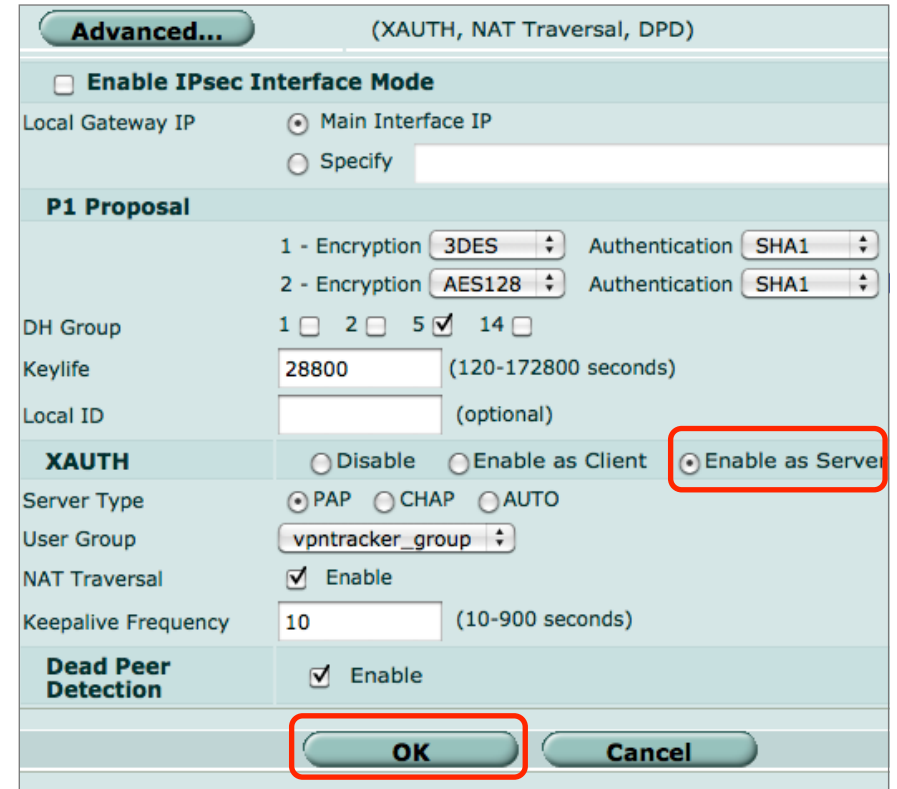 Advanced... (XAUTH, NAT Traversal, DPD)
Enable IPsec Interface Mode
Local Gateway IP Main Interface IP
Specify
P1 Proposal
1 - Encryption 3DES Authentication SHA1
2 - Encryption AES128 Authentication SHA1
DH Group 1 2 5 14
Keylife 28800 (120-172800 seconds)
Local ID (optional)
XAUTH Disable Enable as Client Enable as Server
Server Type PAP CHAP AUTO
User Group vpntracker_group
NAT Traversal Enable
Keepalive Frequency 10 (10-900 seconds)
Dead Peer
Detection Enable
OK Cancel